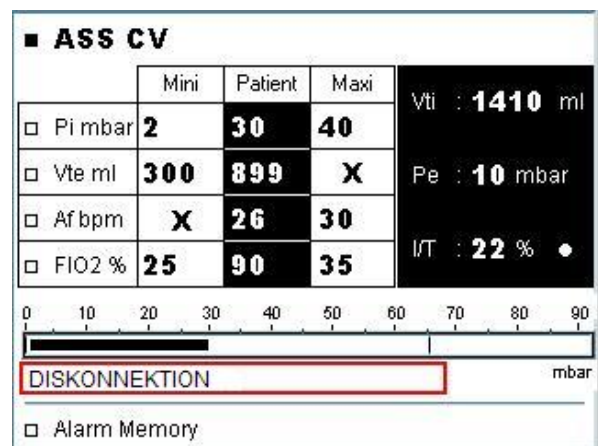 ASS CV
Mini Patient Maxi
Pi mbar 2 30 40
Vte ml 300 899 X
Af bpm X 26 30
FIO2 % 25 90 35
Vti : 1410 ml
Pe : 10 mbar
I/T : 22 %
0 10 20 30 40 50 60 70 80 90
mbar
DISKONNEKTION
Alarm Memory